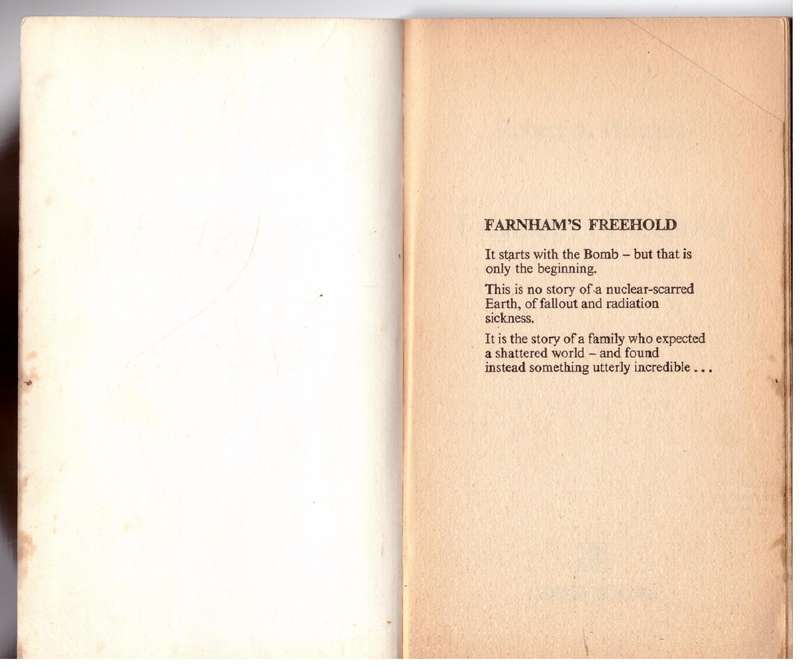 FARNHAM'S FREEHOLD
It starts with the Bomb – but that is
only the beginning.
This is no story of a nuclear-scarred
Earth, of fallout and radiation
sickness.
It is the story of a family who expected
a shattered world – and found
instead something utterly incredible . . .